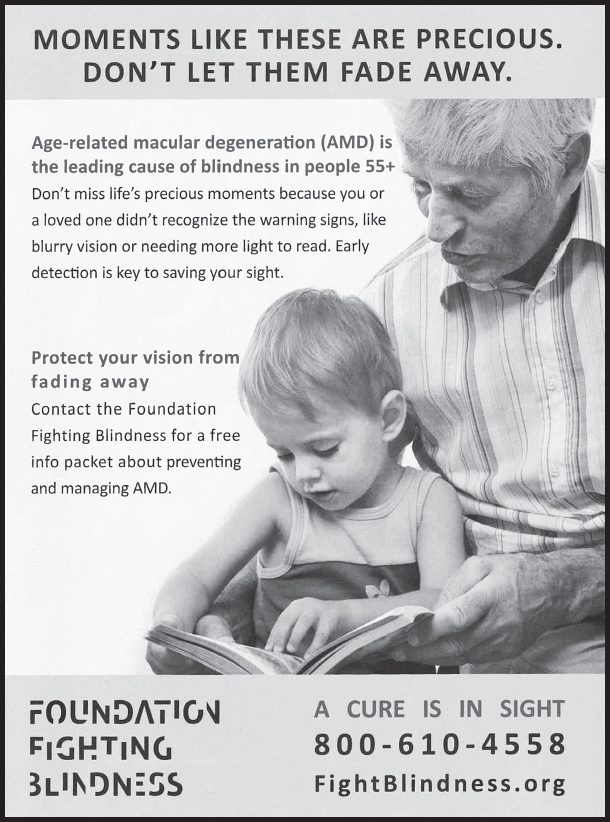 MOMENTS LIKE THESE ARE PRECIOUS.
DON'T LET THEM FADE AWAY.
Age-related macular degeneration (AMD) is
the leading cause of blindness in people 55+
Don't miss life's precious moments because you or
a loved one didn't recognize the warning signs, like
blurry vision or needing more light to read. Early
detection is key to saving your sight.
Protect your vision from
fading away
Contact the Foundation
Fighting Blindness for a free
info packet about preventing
and managing AMD.
FOUNDATION
FIGHTING
BLINDNESS
A CURE IS IN SIGHT
800-610-4558
FightBlindness.org